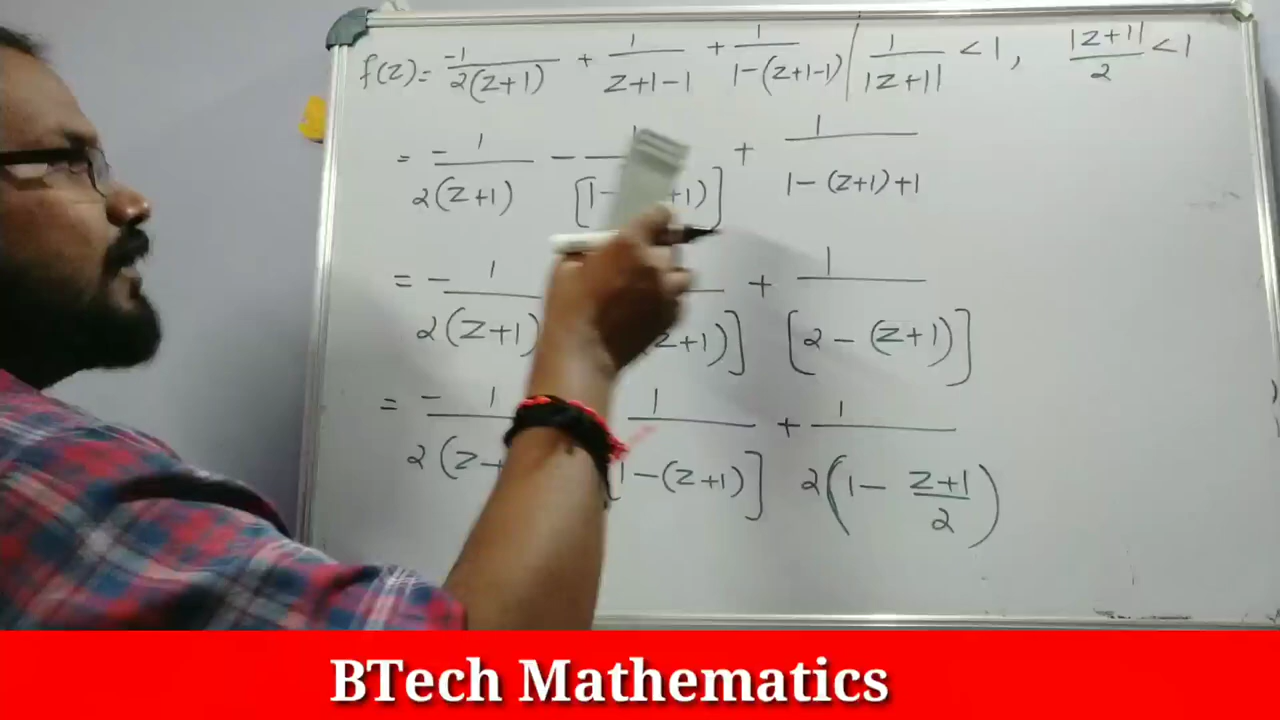 f(z) = -1/2(z+1) + 1/z+1-1 + 1/1-(z+1-1) | 1/|z+1| < 1, |z+1|/2 < 1
= -1/2(z+1) - [1- +1)] + 1/1-(z+1)+1
= -1/2(z+1) z+1)] + 1/[2-(z+1)]
= -1/2(z 1/[1-(z+1)] + 1/2(1 - z+1/2)
BTech Mathematics